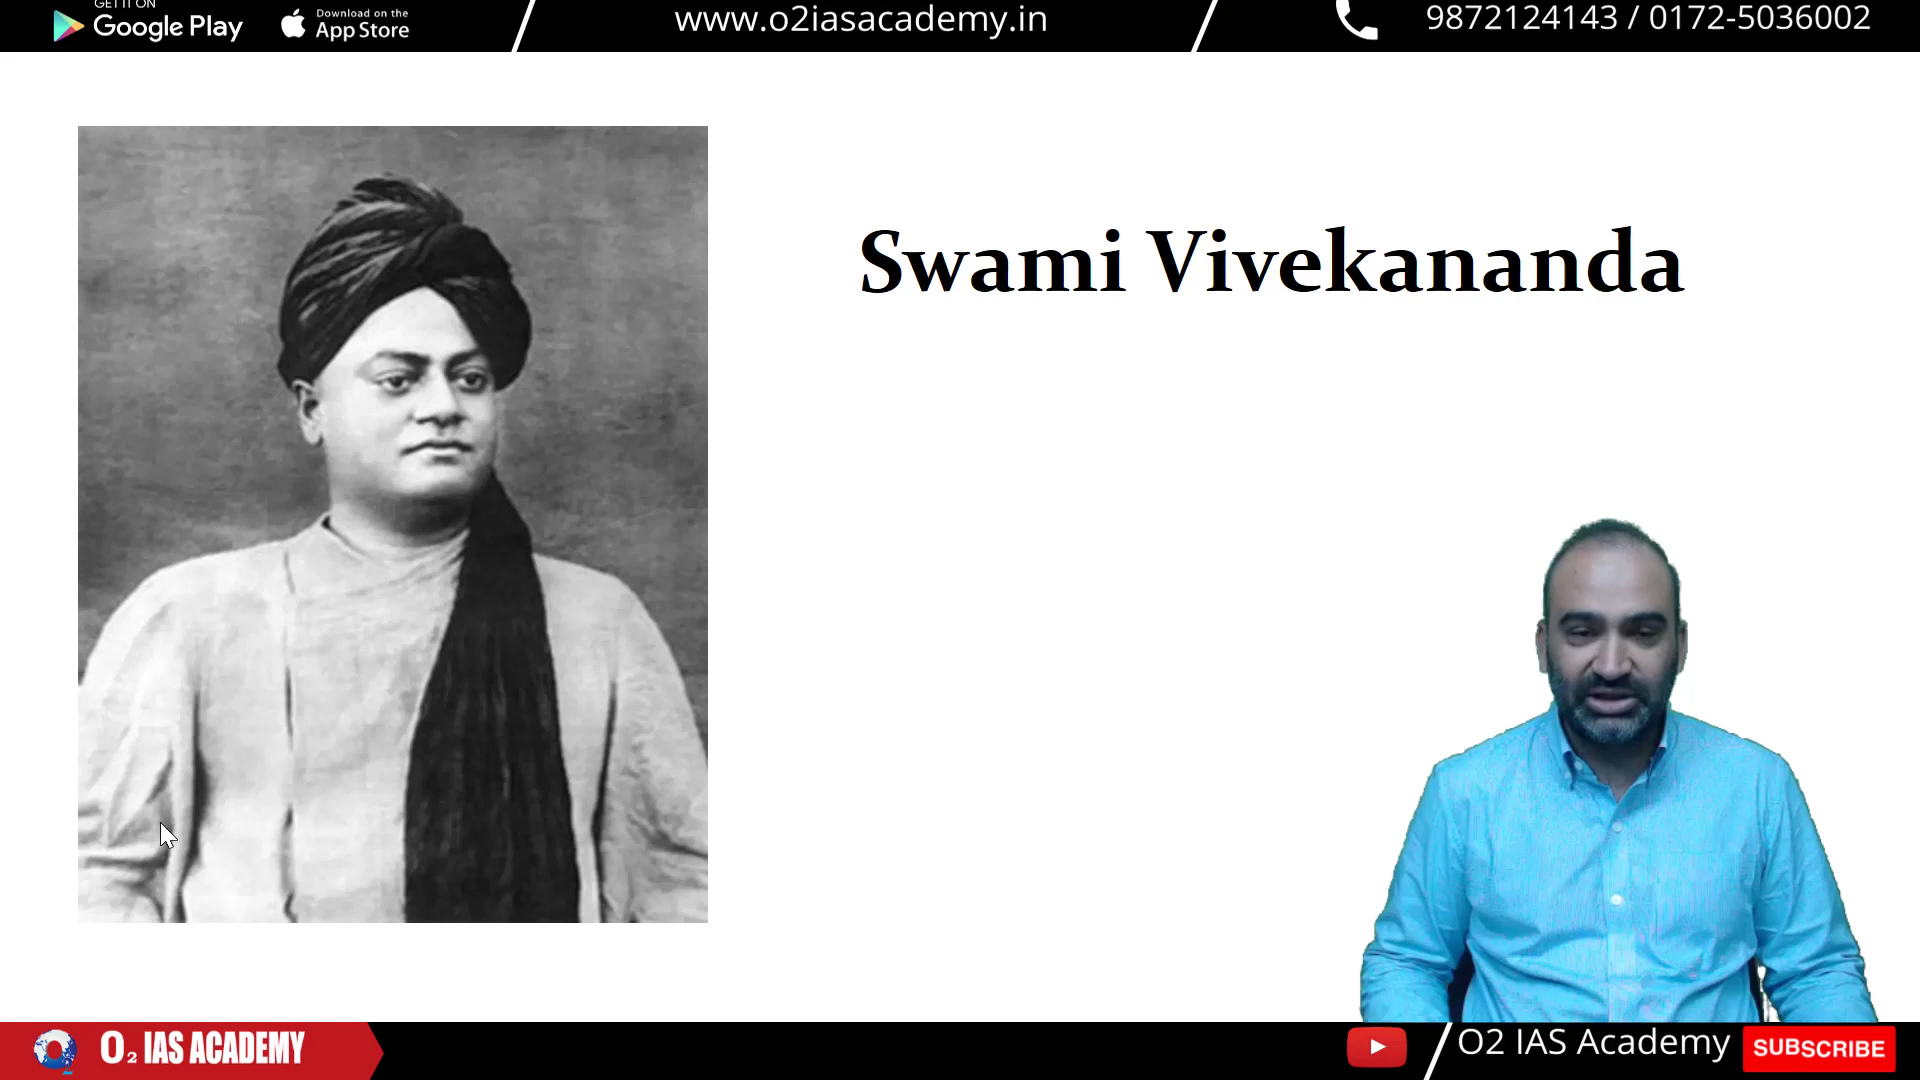 GET IT ON
Google Play
Download on the
App Store
www.o2iasacademy.in
9872124143 / 0172-5036002
Swami Vivekananda
O2 IAS ACADEMY
O2 IAS Academy
SUBSCRIBE